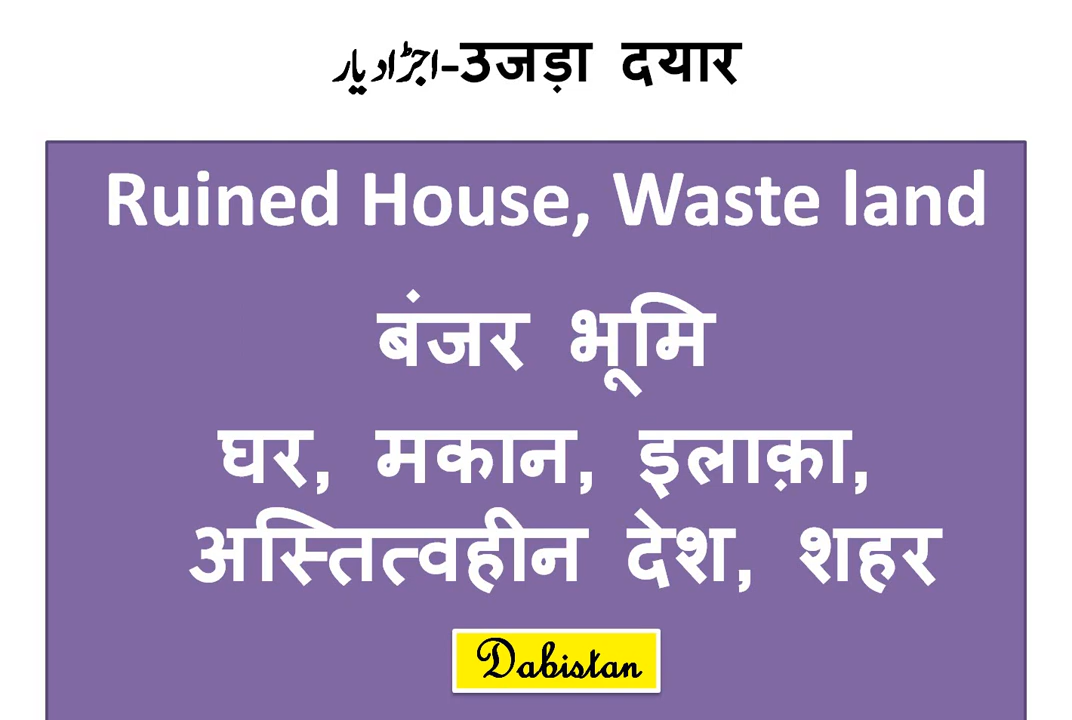 اجڑا دیار-उजड़ा दयार
Ruined House, Waste land
बंजर भूमि
घर, मकान, इलाक़ा,
अस्तित्वहीन देश, शहर
Dabistan